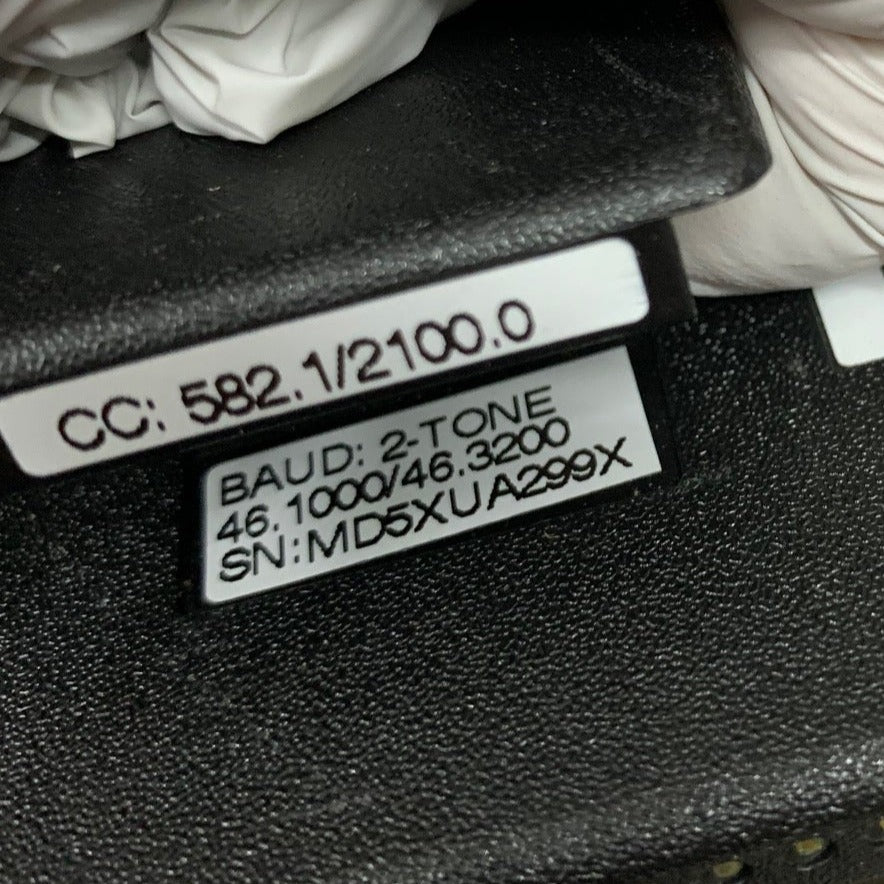 CC: 582.1/2100.0
BAUD: 2-TONE
46.1000/46.3200
SN:MD5XUA299X